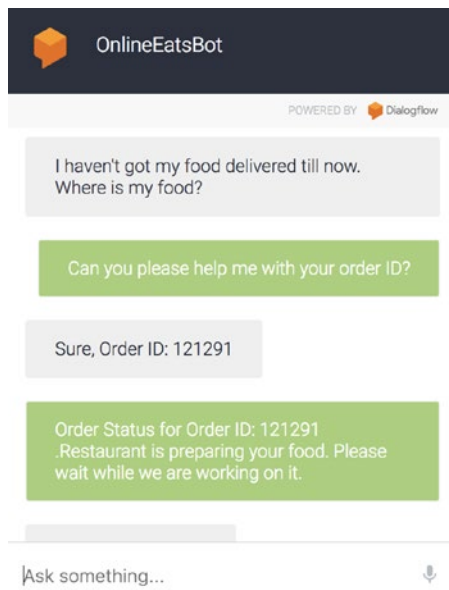 OnlineEatsBot
POWERED BY Dialogflow
I haven't got my food delivered till now.
Where is my food?
Can you please help me with your order ID?
Sure, Order ID: 121291
Order Status for Order ID: 121291
.Restaurant is preparing your food. Please
wait while we are working on it.
Ask something...